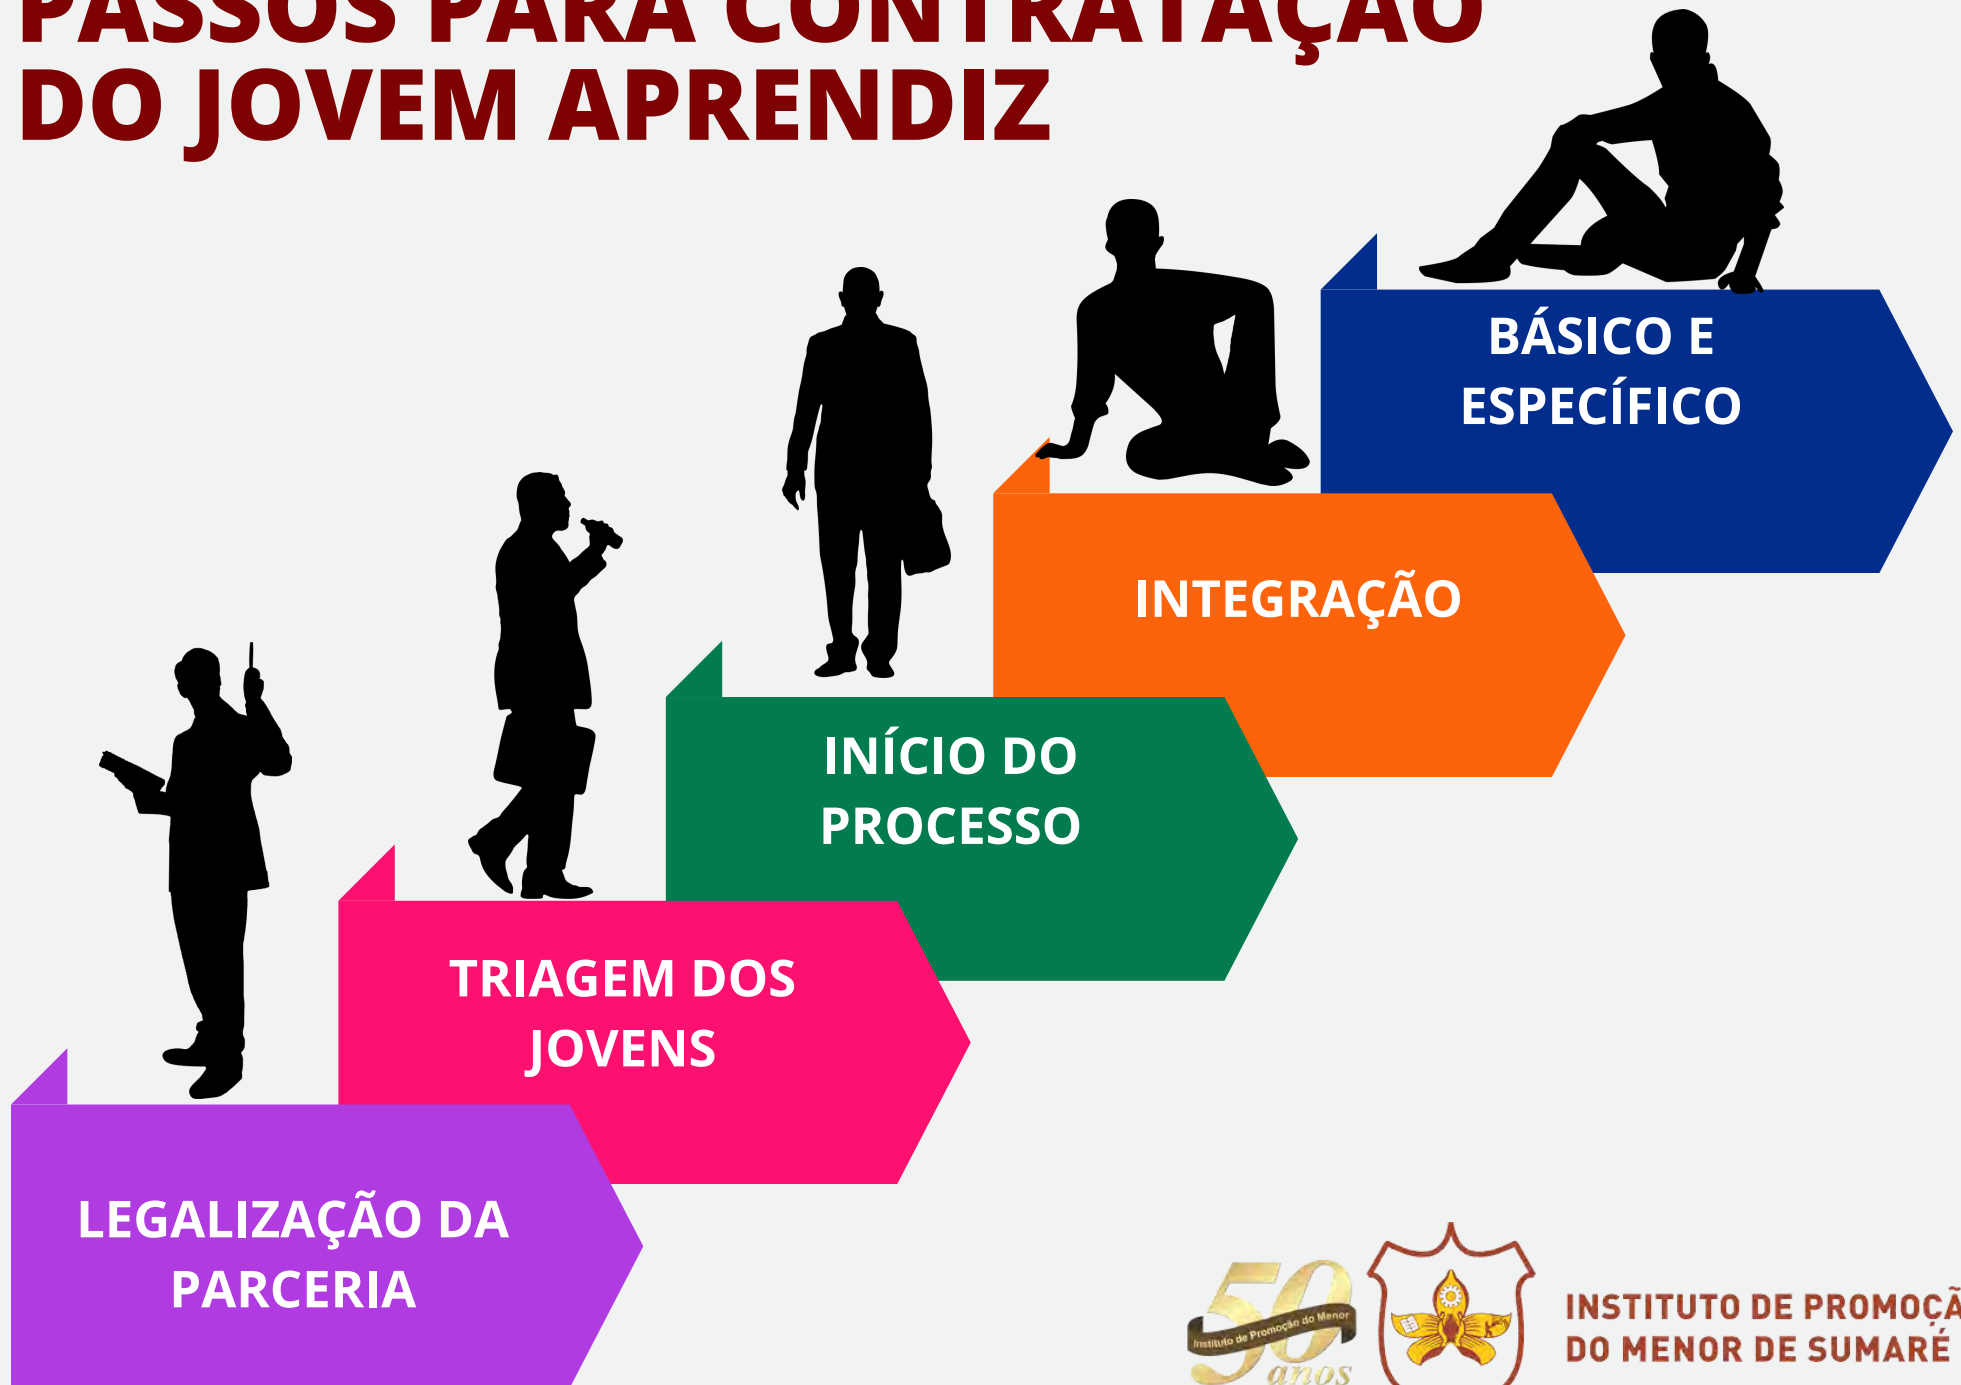 PASSOS PARA CONTRATAÇÃO
DO JOVEM APRENDIZ
BÁSICO E
ESPECÍFICO
INTEGRAÇÃO
INÍCIO DO
PROCESSO
TRIAGEM DOS
JOVENS
LEGALIZAÇÃO DA
PARCERIA
50
Instituto de Promoção do Menor
anos
INSTITUTO DE PROMOÇÃ
DO MENOR DE SUMARÉ